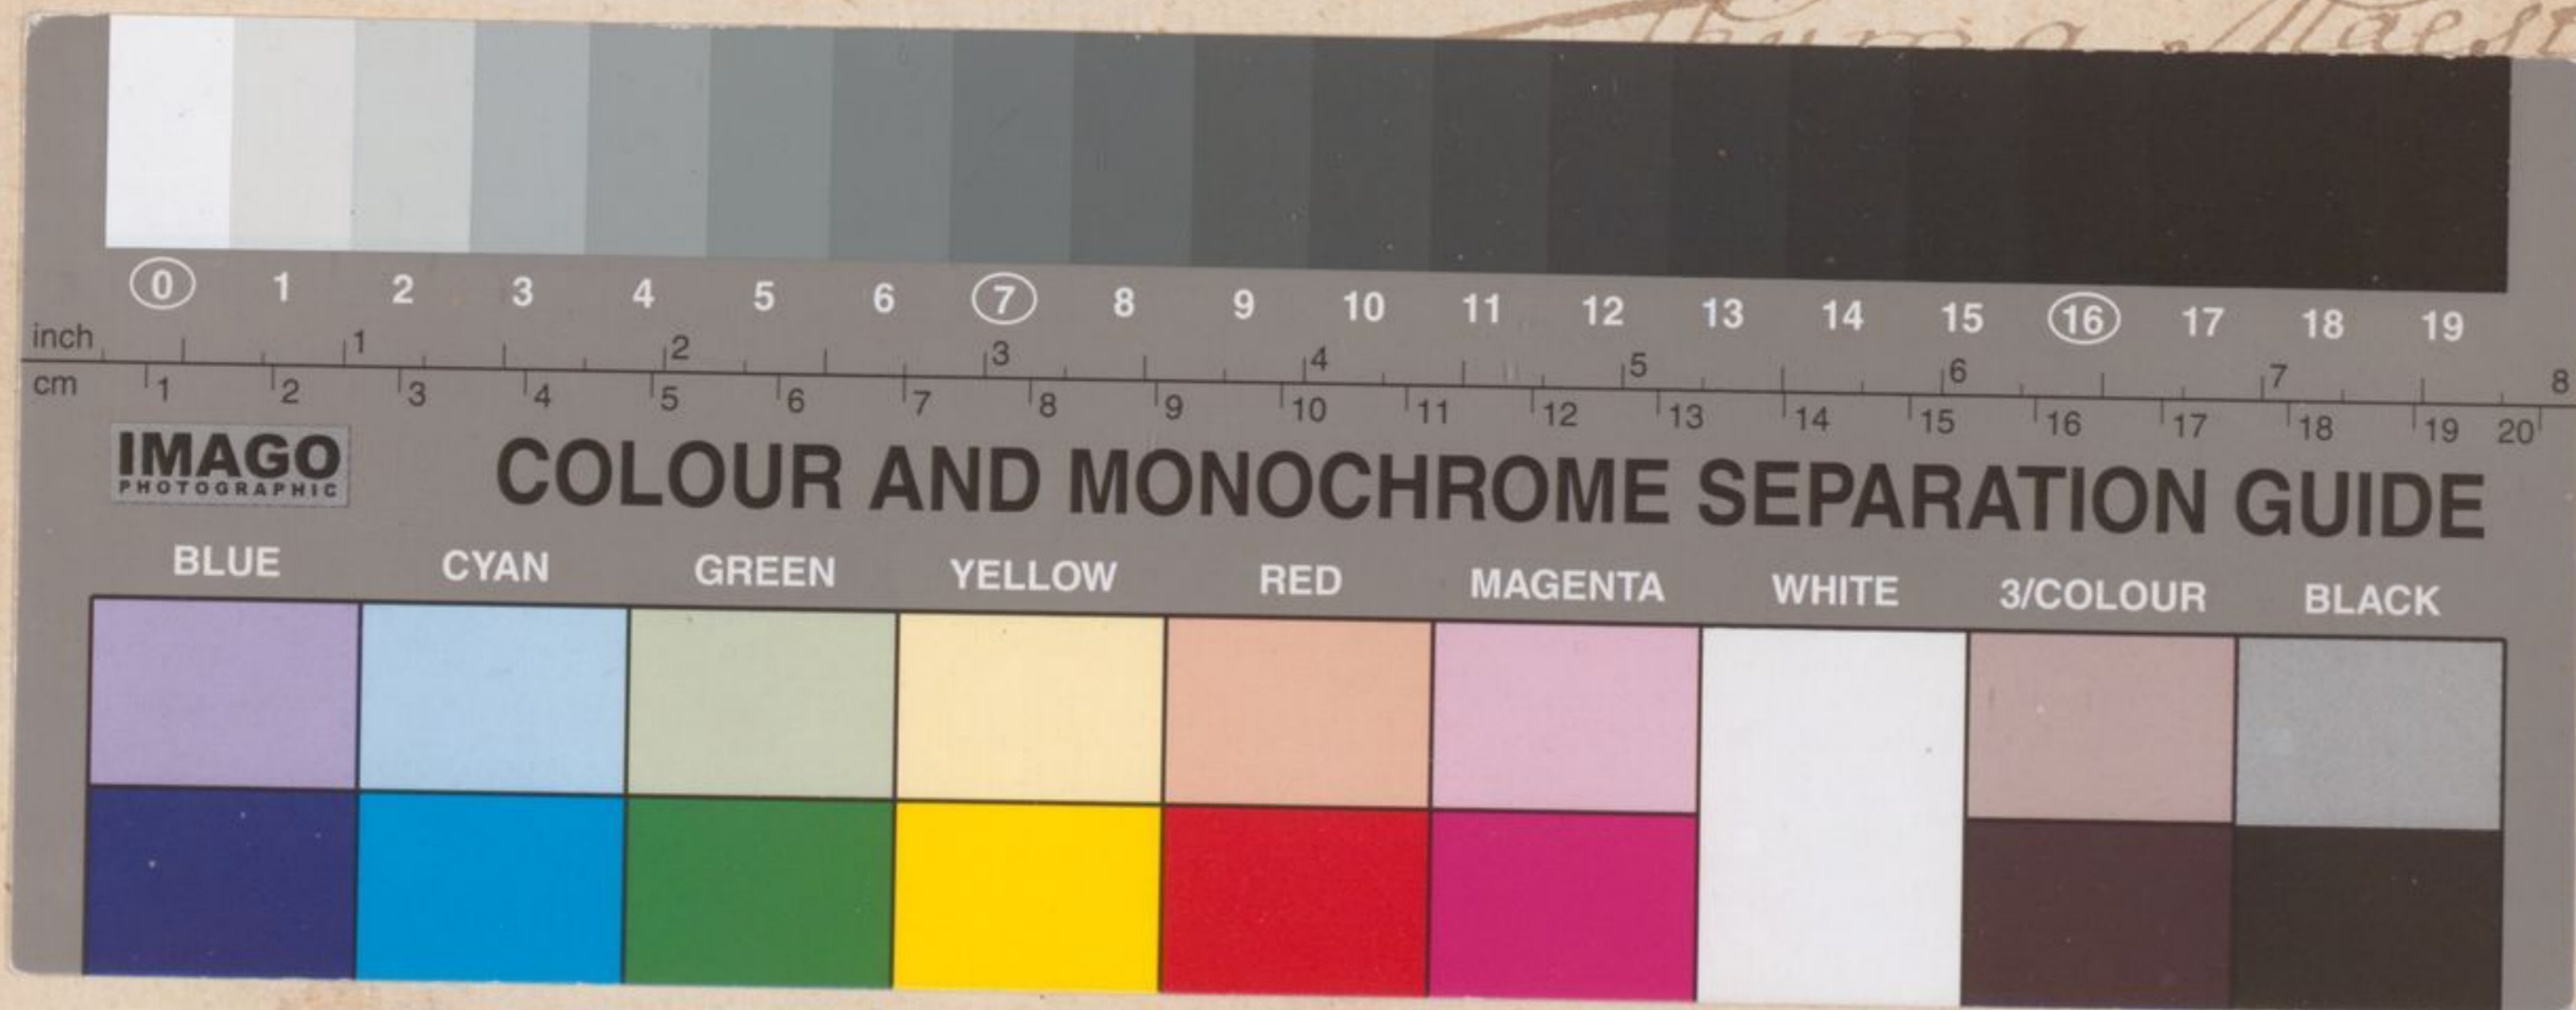 0 1 2 3 4 5 6 7 8 9 10 11 12 13 14 15 16 17 18 19
inch 1 2 3 4 5 6 7 8
cm 1 2 3 4 5 6 7 8 9 10 11 12 13 14 15 16 17 18 19 20
IMAGO
PHOTOGRAPHIC
COLOUR AND MONOCHROME SEPARATION GUIDE
BLUE CYAN GREEN YELLOW RED MAGENTA WHITE 3/COLOUR BLACK